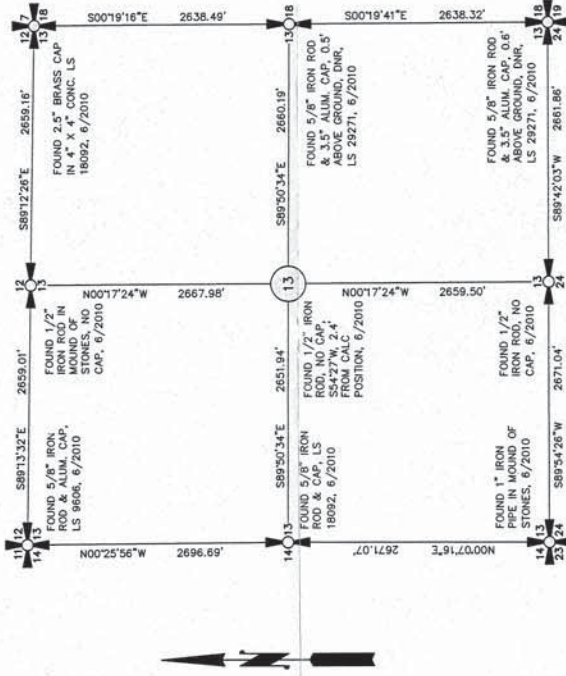 11 12
14 13
S89°13'32"E 2659.01'
12
13
S89°12'26"E 2659.16'
12 7
13 18
FOUND 5/8" IRON
ROD & ALUM. CAP,
LS 9606, 6/2010
FOUND 1/2"
IRON ROD IN
MOUND OF
STONES, NO
CAP, 6/2010
FOUND 2.5" BRASS CAP
IN 4" X 4" CONC. LS
18092, 6/2010
N00°25'56"W 2696.69'
N00°17'24"W 2667.98'
S00°19'16"E 2638.49'
14 13
S89°50'34"E 2651.94'
13
S89°50'34"E 2660.19'
13 18
FOUND 5/8" IRON
ROD & CAP, LS
18092, 6/2010
FOUND 1/2" IRON
ROD, NO CAP,
S54°27'W, 2.4'
FROM CALC
POSITION, 6/2010
FOUND 5/8" IRON ROD
& 3.5" ALUM. CAP, 0.5'
ABOVE GROUND, DNR,
LS 29271, 6/2010
N00°07'16"E 2671.07'
N00°17'24"W 2659.50'
S00°19'41"E 2638.32'
FOUND 1" IRON
PIPE IN MOUND OF
STONES, 6/2010
FOUND 1/2"
IRON ROD, NO
CAP, 6/2010
FOUND 5/8" IRON ROD
& 3.5" ALUM. CAP, 0.6'
ABOVE GROUND, DNR,
LS 29271, 6/2010
14 13
23 24
S89°54'26"W 2671.04'
13
24
S89°42'03"W 2661.86'
13 18
24 19